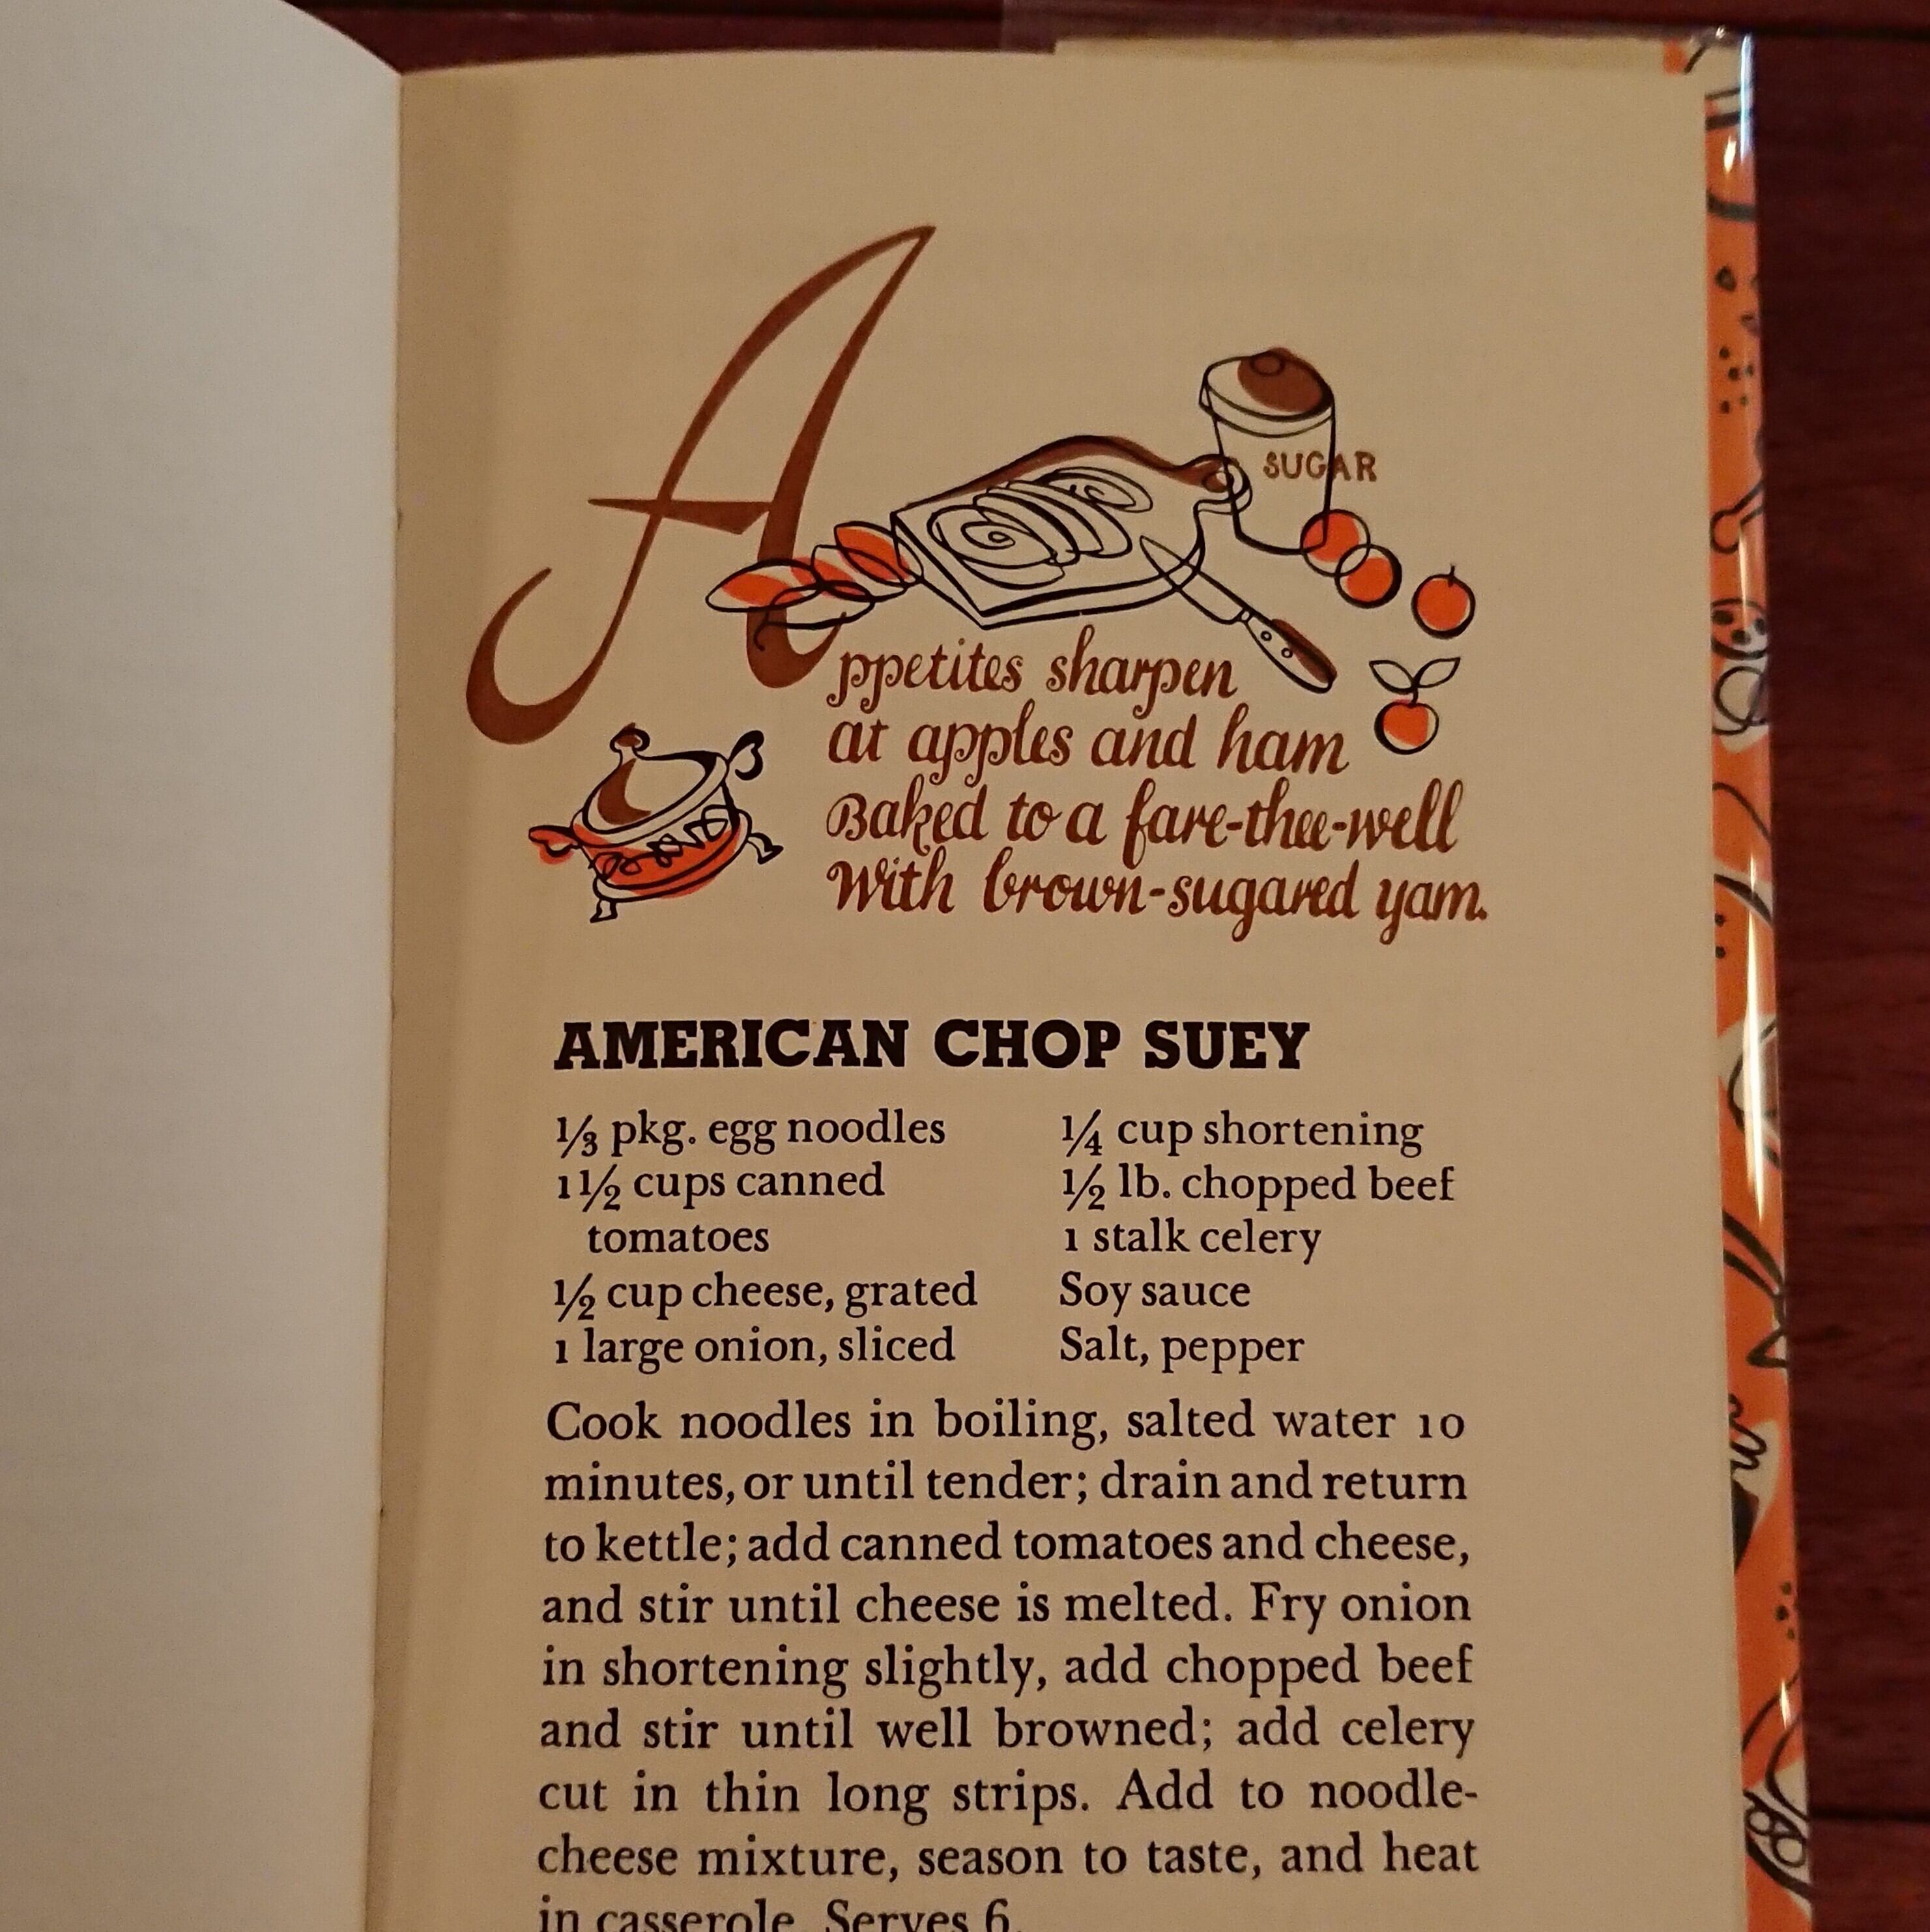 SUGAR
Appetites sharpen
at apples and ham
Baked to a fare-thee-well
With brown-sugared yam.
AMERICAN CHOP SUEY
⅓ pkg. egg noodles
1½ cups canned
tomatoes
½ cup cheese, grated
1 large onion, sliced
¼ cup shortening
½ lb. chopped beef
1 stalk celery
Soy sauce
Salt, pepper
Cook noodles in boiling, salted water 10
minutes, or until tender; drain and return
to kettle; add canned tomatoes and cheese,
and stir until cheese is melted. Fry onion
in shortening slightly, add chopped beef
and stir until well browned; add celery
cut in thin long strips. Add to noodle-
cheese mixture, season to taste, and heat
in casserole. Serves 6.